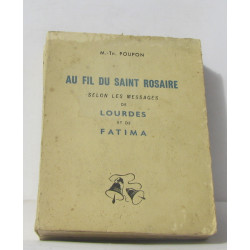 M.-TH. POUPON
AU FIL DU SAINT ROSAIRE
SELON LES MESSAGES
DE
LOURDES
ET DE
FATIMA